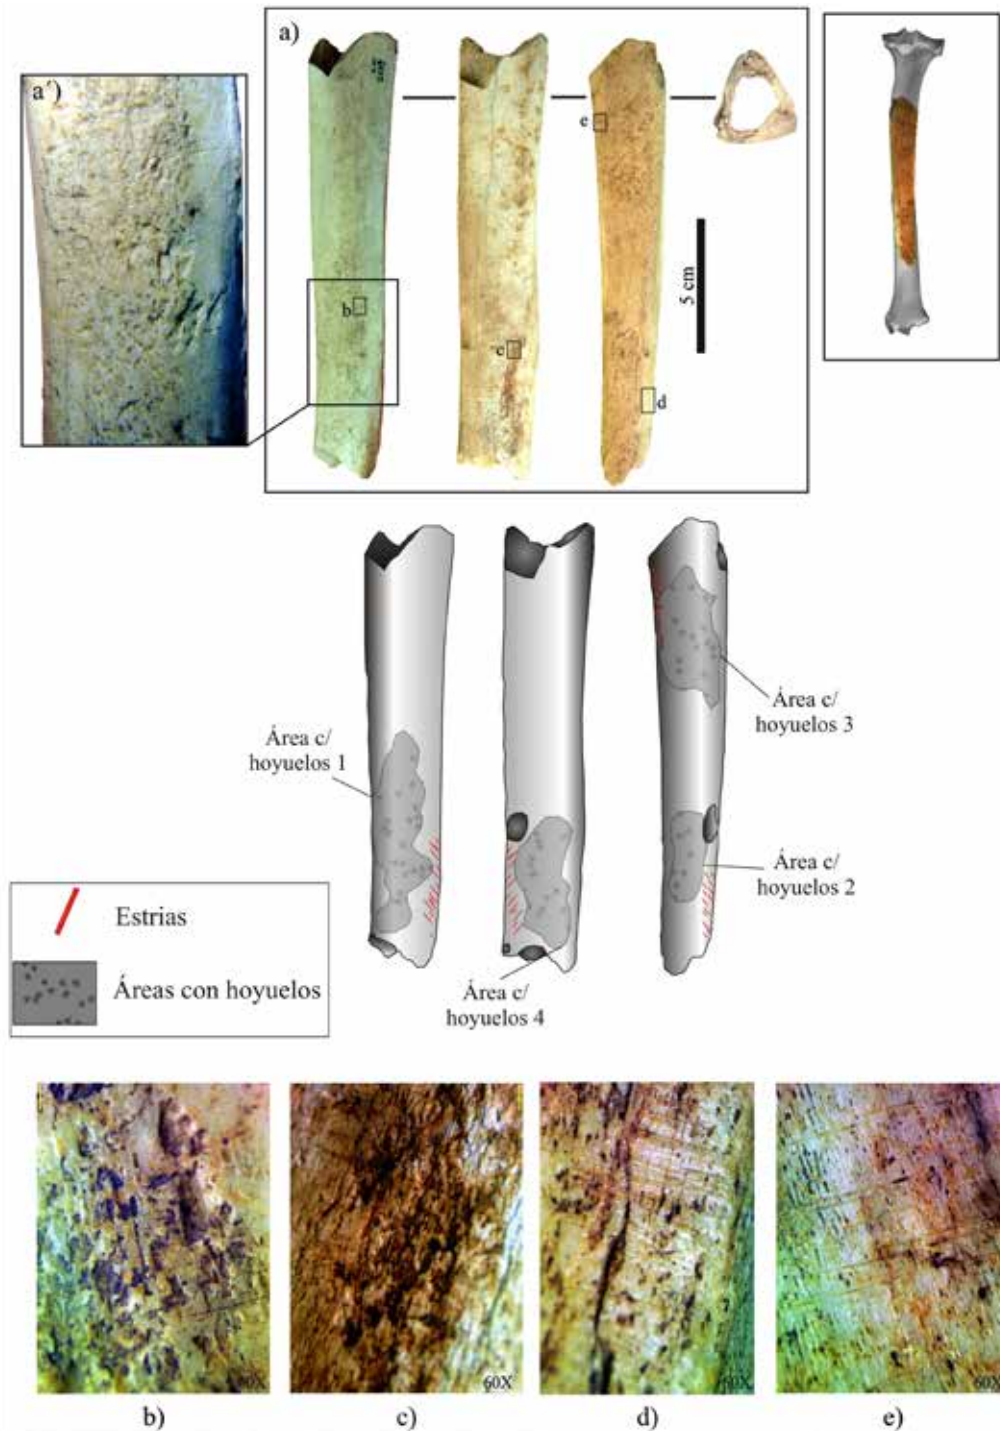 a)
a´)
e
b
c
d
5 cm
Área c/
hoyuelos 1
Área c/
hoyuelos 3
Área c/
hoyuelos 2
Área c/
hoyuelos 4
Estrias
Áreas con hoyuelos
60X
60X
60X
b)
c)
d)
e)